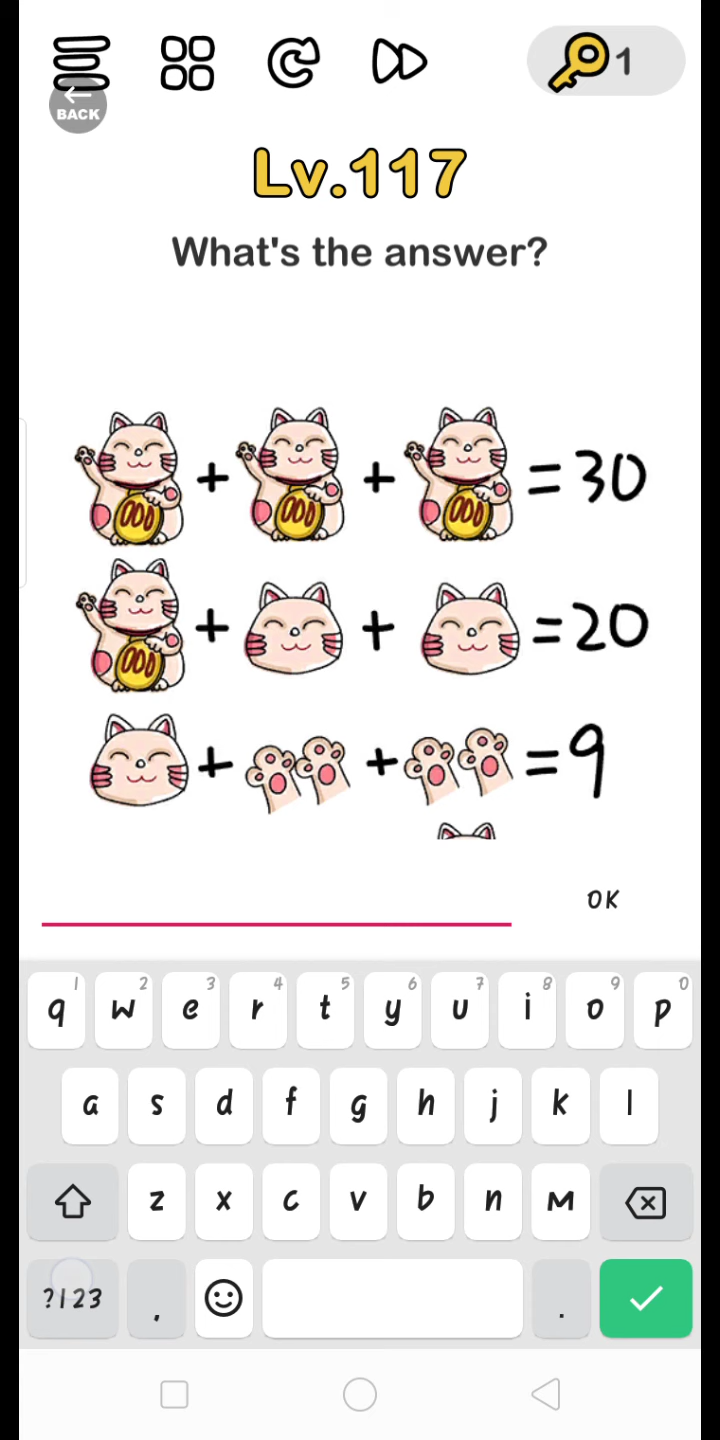 1
BACK
Lv.117
What's the answer?
+ + =30
+ + =20
+ + =9
OK
1 2 3 4 5 6 7 8 9 0
q w e r t y u i o p
a s d f g h j k l
z x c v b n m
?123 , .